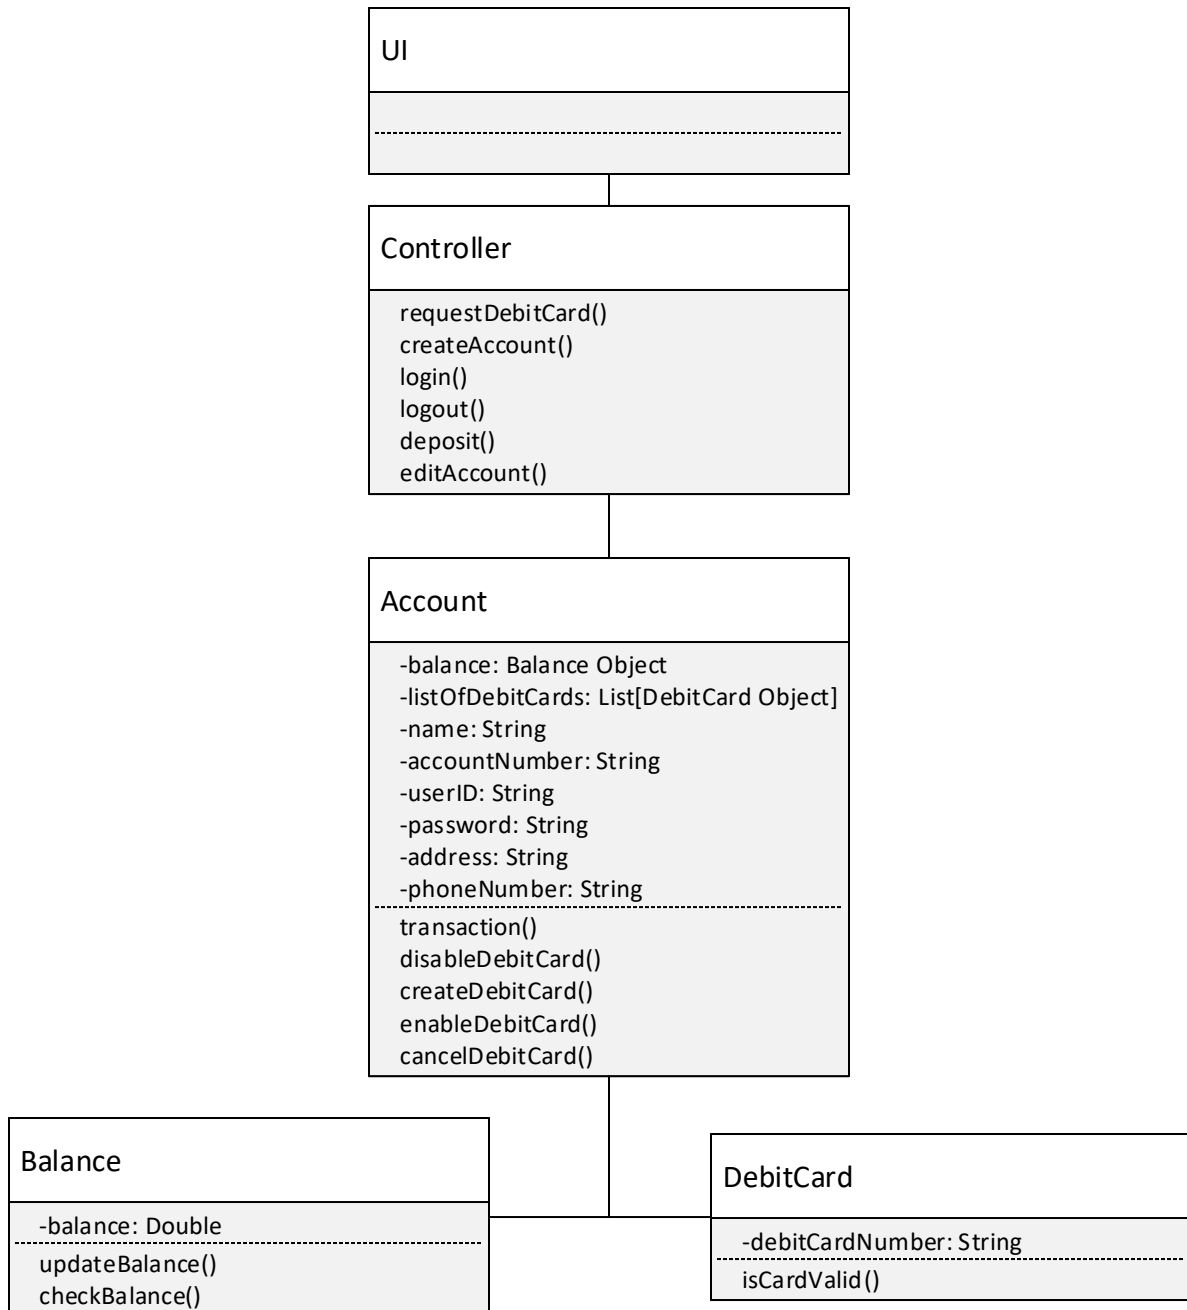 UI
Controller
requestDebitCard()
createAccount()
login()
logout()
deposit()
editAccount()
Account
-balance: Balance Object
-listOfDebitCards: List[DebitCard Object]
-name: String
-accountNumber: String
-userID: String
-password: String
-address: String
-phoneNumber: String
transaction()
disableDebitCard()
createDebitCard()
enableDebitCard()
cancelDebitCard()
Balance
-balance: Double
updateBalance()
checkBalance()
DebitCard
-debitCardNumber: String
isCardValid()